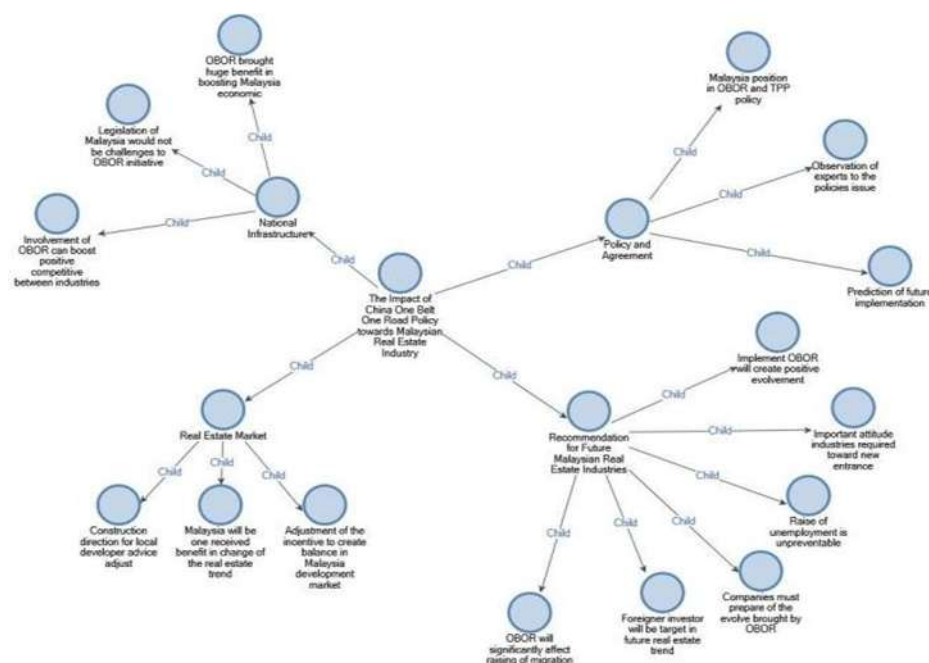 OBOR brought
huge benefit in
boosting Malaysia
economic
Child
Legislation of
Malaysia would not
be challenges to
OBOR initiative
Child
Involvement of
OBOR can boost
positive
competitive
between industries
Child
National
Infrastructure
Child
Malaysia position
in OBOR and TPP
policy
Child
Observation of
experts to the
policies issue
Child
Policy and
Agreement
Child
Prediction of future
implementation
Child
The Impact of
China One Belt
One Road Policy
towards Malaysian
Real Estate
Industry
Child
Real Estate Market
Child
Construction
direction for local
developer advice
adjust
Child
Malaysia will be
one received
benefit in change of
the real estate
trend
Child
Adjustment of the
incentive to create
balance in
Malaysia
development
market
Child
Recommendation
for Future
Malaysian Real
Estate Industries
Child
Implement OBOR
will create positive
evolvement
Child
Important attitude
industries required
toward new
entrance
Child
Raise of
unemployment is
unpreventable
Child
Companies must
prepare of the
evolve brought by
OBOR
Child
Foreigner investor
will be target in
future real estate
trend
Child
OBOR will
significantly affect
raising of migration